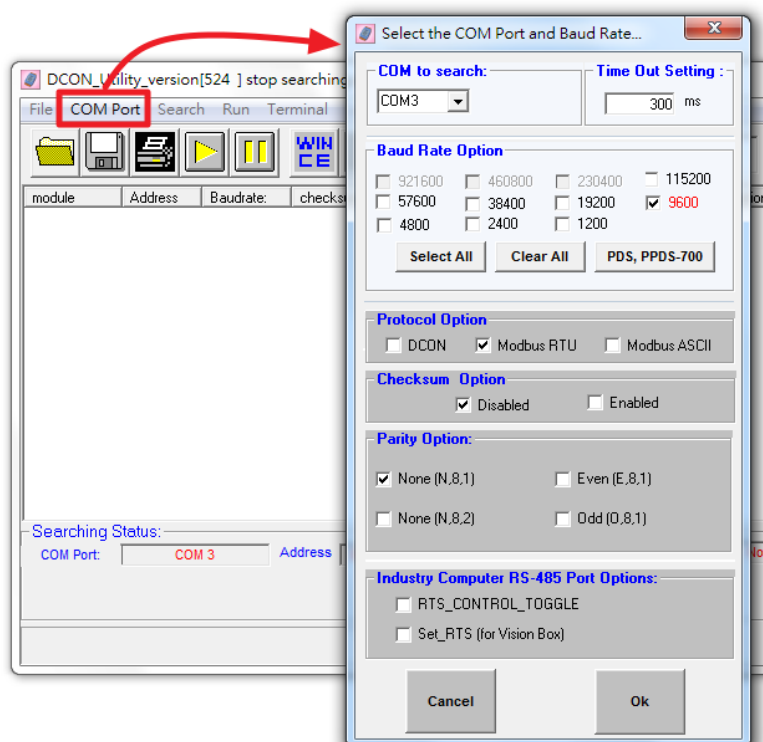 Select the COM Port and Baud Rate...
DCON_Utility_version[524 ] stop searching
File COM Port Search Run Terminal
WIN
CE
module Address Baudrate:
COM to search:
COM3
Time Out Setting :
300 ms
Baud Rate Option
921600 460800 230400 115200
57600 38400 19200 9600
4800 2400 1200
Select All Clear All PDS, PPDS-700
Protocol Option
DCON Modbus RTU Modbus ASCII
Checksum Option
Disabled Enabled
Parity Option:
None (N,8,1) Even (E,8,1)
None (N,8,2) Odd (O,8,1)
Industry Computer RS-485 Port Options:
RTS_CONTROL_TOGGLE
Set_RTS (for Vision Box)
Cancel Ok
Searching Status:
COM Port: COM 3 Address